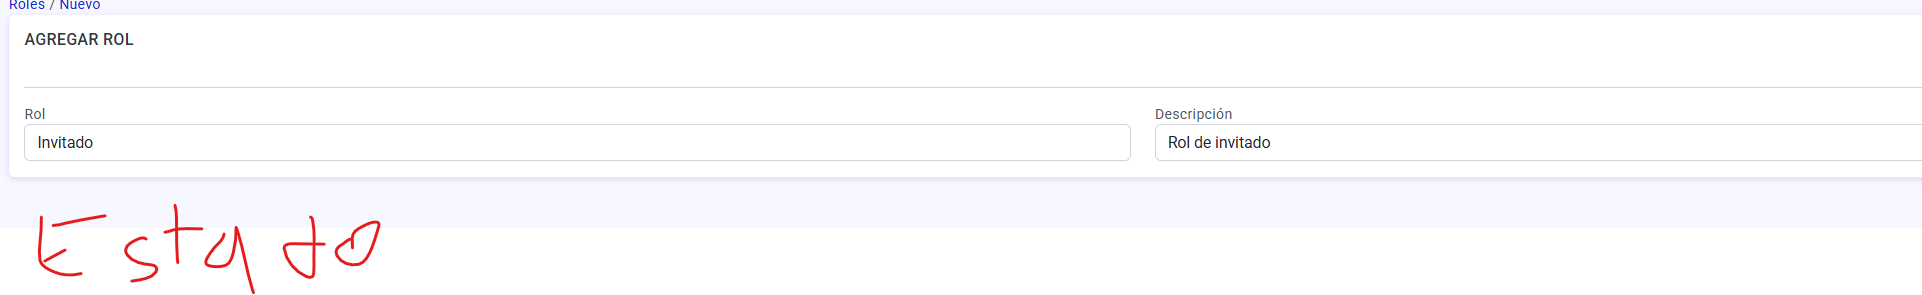 Roles / Nuevo
AGREGAR ROL
Rol
Descripción
Invitado
Rol de invitado
Estado